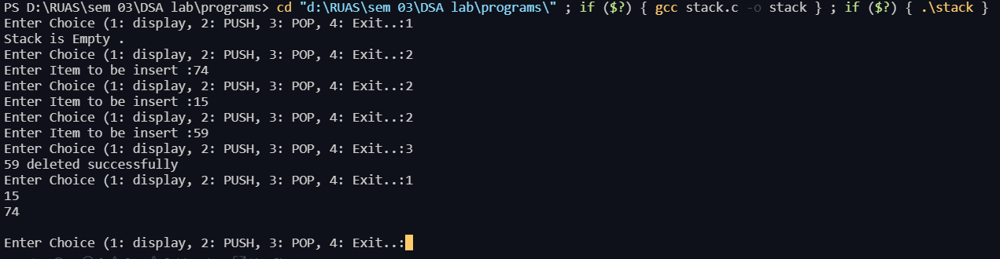 PS D:\RUAS\sem 03\DSA lab\programs> cd "d:\RUAS\sem 03\DSA lab\programs\" ; if ($?) { gcc stack.c -o stack } ; if ($?) { .\stack }
Enter Choice (1: display, 2: PUSH, 3: POP, 4: Exit..:1
Stack is Empty .
Enter Choice (1: display, 2: PUSH, 3: POP, 4: Exit..:2
Enter Item to be insert :74
Enter Choice (1: display, 2: PUSH, 3: POP, 4: Exit..:2
Enter Item to be insert :15
Enter Choice (1: display, 2: PUSH, 3: POP, 4: Exit..:2
Enter Item to be insert :59
Enter Choice (1: display, 2: PUSH, 3: POP, 4: Exit..:3
59 deleted successfully
Enter Choice (1: display, 2: PUSH, 3: POP, 4: Exit..:1
15
74
Enter Choice (1: display, 2: PUSH, 3: POP, 4: Exit..: